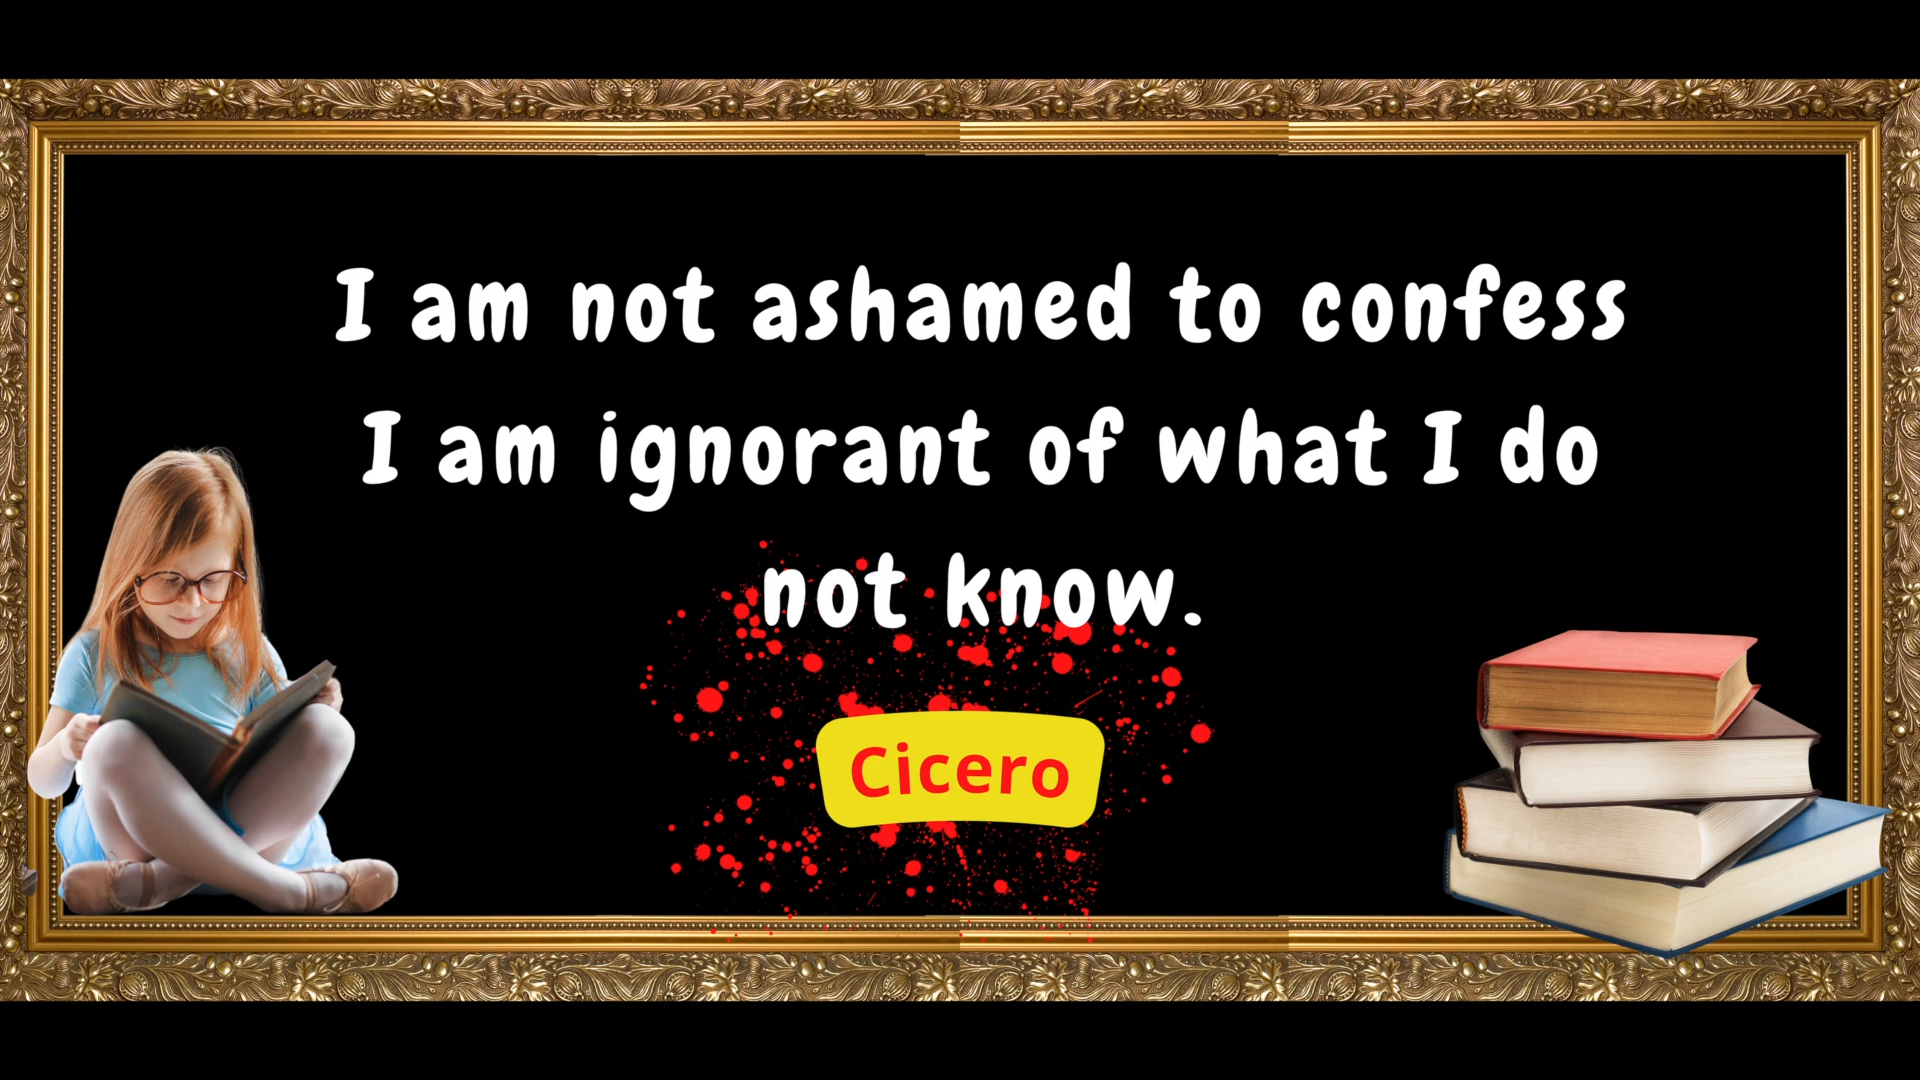 I am not ashamed to confess
I am ignorant of what I do
not know.
Cicero